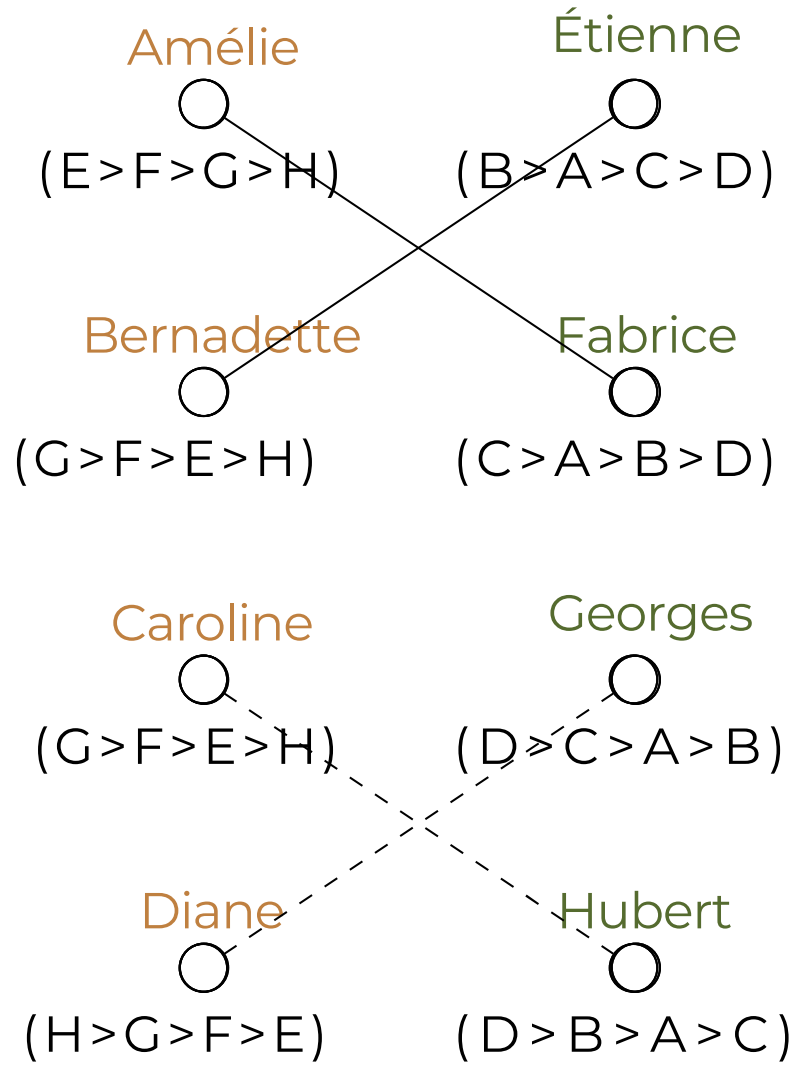 Amélie
Étienne
(E>F>G>H)
(B>A>C>D)
Bernadette
Fabrice
(G>F>E>H)
(C>A>B>D)
Caroline
Georges
(G>F>E>H)
(D>C>A>B)
Diane
Hubert
(H>G>F>E)
(D>B>A>C)